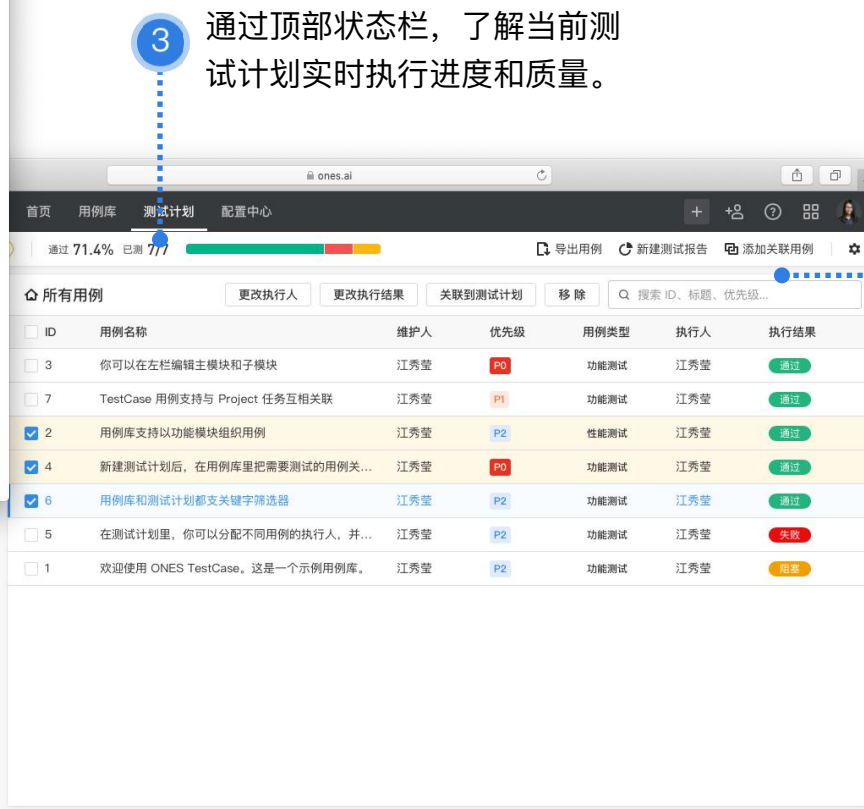 3
通过顶部状态栏，了解当前测
试计划实时执行进度和质量。
ones.ai
首页 用例库 测试计划 配置中心
通过 71.4% 已测 7/7 导出用例 新建测试报告 添加关联用例
所有用例 更改执行人 更改执行结果 关联到测试计划 移除 搜索 ID、标题、优先级...
ID 用例名称 维护人 优先级 用例类型 执行人 执行结果
3 你可以在左栏编辑主模块和子模块 江秀莹 P0 功能测试 江秀莹 通过
7 TestCase 用例支持与 Project 任务互相关联 江秀莹 P1 功能测试 江秀莹 通过
2 用例库支持以功能模块组织用例 江秀莹 P2 性能测试 江秀莹 通过
4 新建测试计划后，在用例库里把需要测试的用例关... 江秀莹 P0 功能测试 江秀莹 通过
6 用例库和测试计划都支关键字筛选器 江秀莹 P2 功能测试 江秀莹 通过
5 在测试计划里，你可以分配不同用例的执行人，并... 江秀莹 P2 功能测试 江秀莹 失败
1 欢迎使用 ONES TestCase。这是一个示例用例库。 江秀莹 P2 功能测试 江秀莹 阻塞